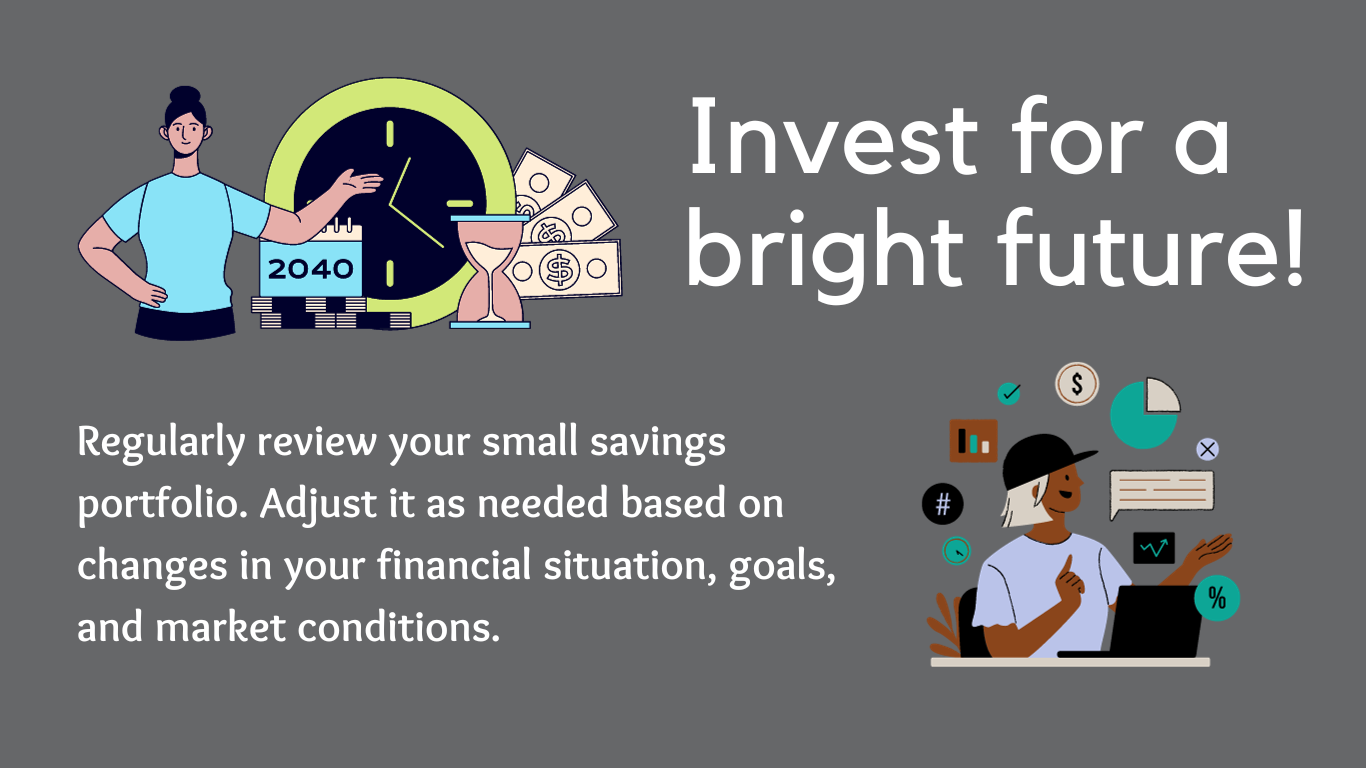 Invest for a
bright future!
2040
$
$
$
Regularly review your small savings
portfolio. Adjust it as needed based on
changes in your financial situation, goals,
and market conditions.
$
#
%